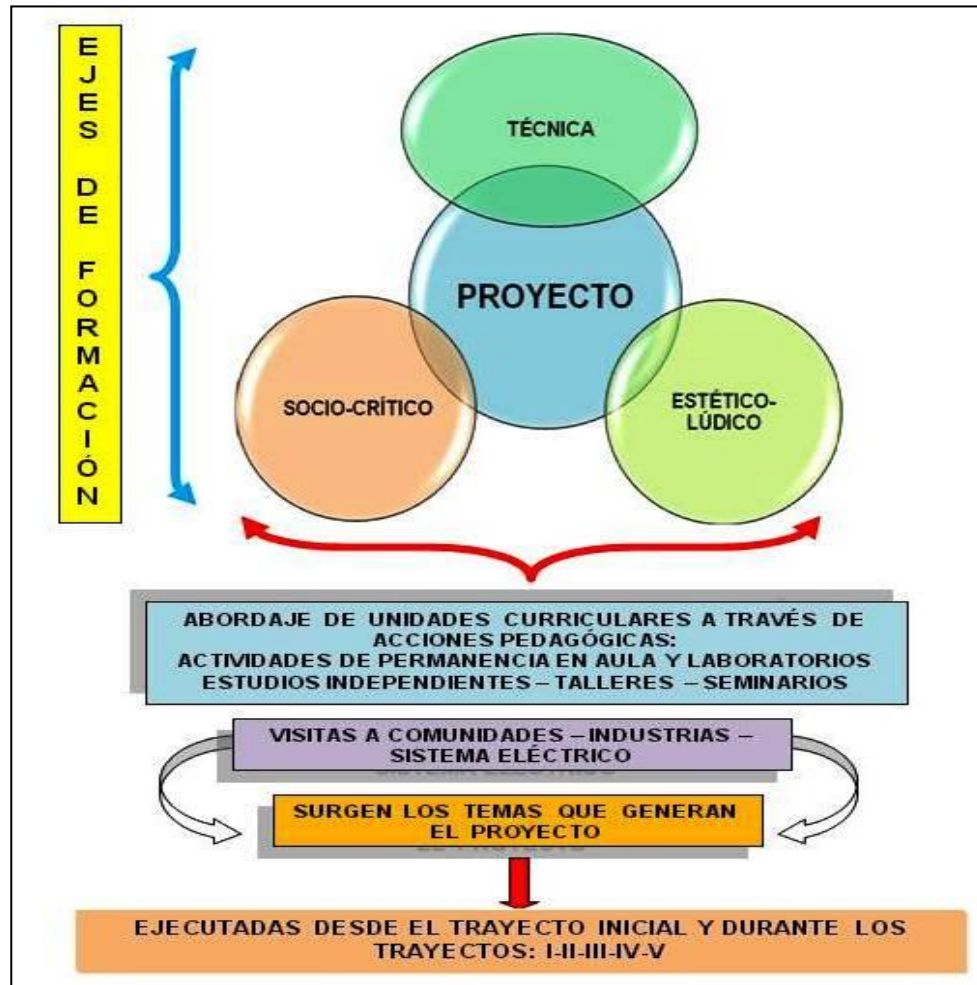 EJES DE FORMACIÓN
TÉCNICA
PROYECTO
SOCIO-CRÍTICO
ESTÉTICO-
LÚDICO
ABORDAJE DE UNIDADES CURRICULARES A TRAVÉS DE
ACCIONES PEDAGÓGICAS:
ACTIVIDADES DE PERMANENCIA EN AULA Y LABORATORIOS
ESTUDIOS INDEPENDIENTES – TALLERES – SEMINARIOS
VISITAS A COMUNIDADES – INDUSTRIAS –
SISTEMA ELÉCTRICO
SURGEN LOS TEMAS QUE GENERAN
EL PROYECTO
EJECUTADAS DESDE EL TRAYECTO INICIAL Y DURANTE LOS
TRAYECTOS: I-II-III-IV-V